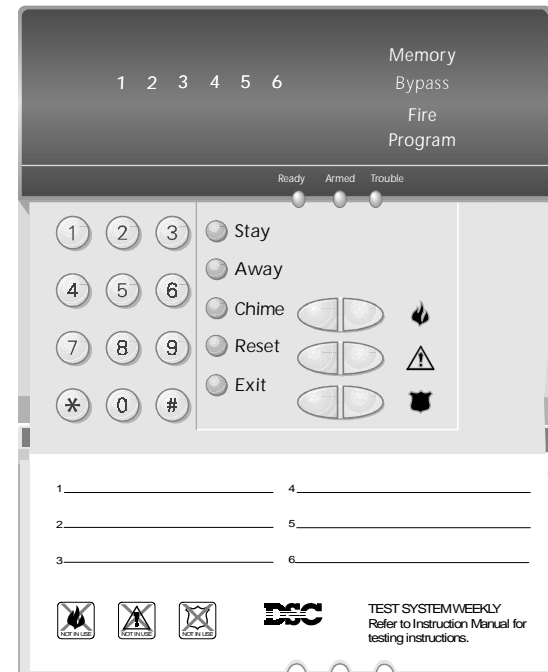 Memory
1 2 3 4 5 6
Bypass
Fire
Program
Ready Armed Trouble
1 2 3
Stay
Away
4 5 6
Chime
7 8 9
Reset
Exit
* 0 #
1
4
2
5
3
6
NOT IN USE
NOT IN USE
NOT IN USE
DSC
TEST SYSTEM WEEKLY
Refer to Instruction Manual for
testing instructions.